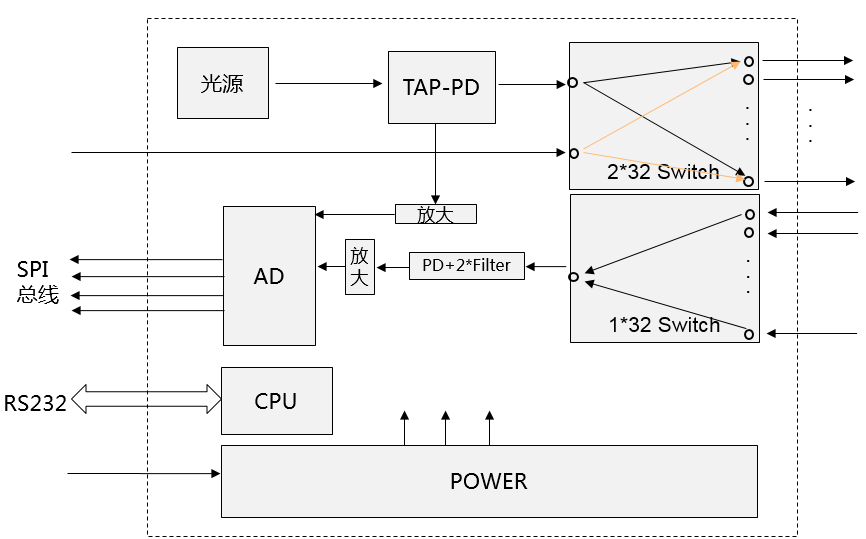 光源
TAP-PD
2*32 Switch
放大
AD
放
大
PD+2*Filter
SPI
总线
1*32 Switch
RS232
CPU
POWER